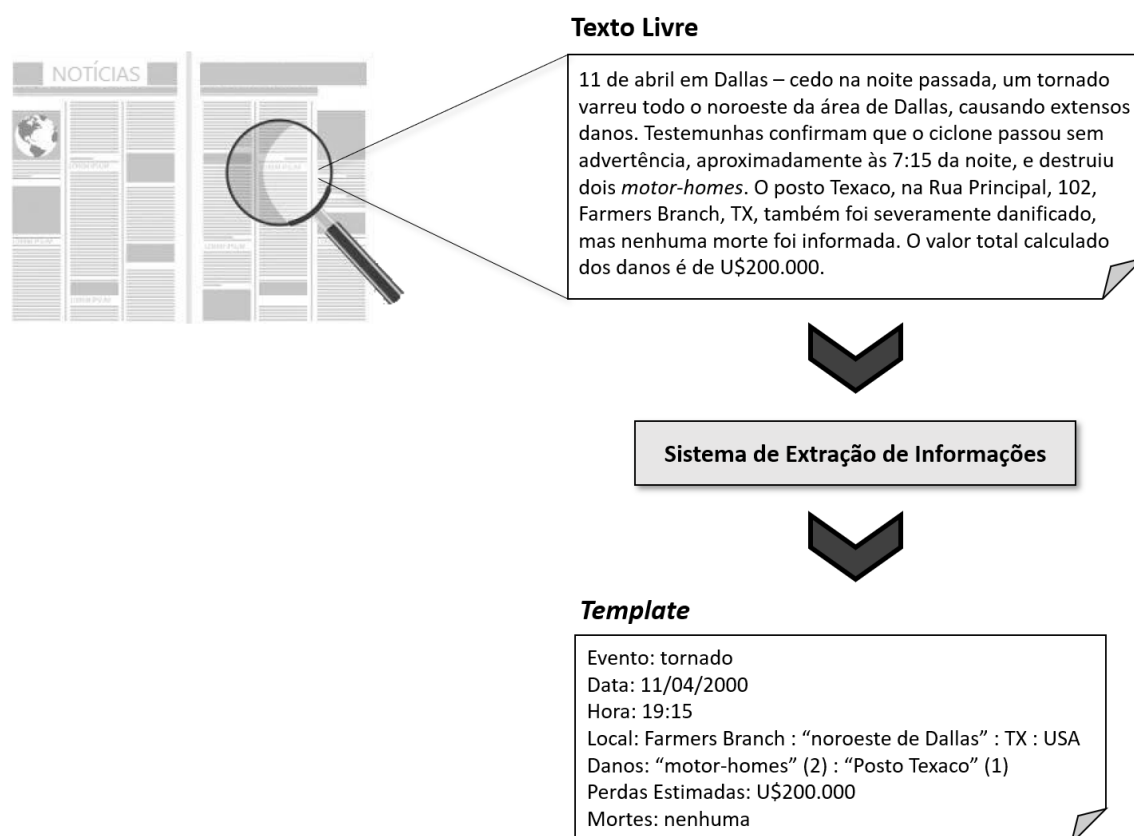 Texto Livre
NOTÍCIAS
11 de abril em Dallas – cedo na noite passada, um tornado
varreu todo o noroeste da área de Dallas, causando extensos
danos. Testemunhas confirmam que o ciclone passou sem
advertência, aproximadamente às 7:15 da noite, e destruiu
dois motor-homes. O posto Texaco, na Rua Principal, 102,
Farmers Branch, TX, também foi severamente danificado,
mas nenhuma morte foi informada. O valor total calculado
dos danos é de U$200.000.
Sistema de Extração de Informações
Template
Evento: tornado
Data: 11/04/2000
Hora: 19:15
Local: Farmers Branch : “noroeste de Dallas” : TX : USA
Danos: “motor-homes” (2) : “Posto Texaco” (1)
Perdas Estimadas: U$200.000
Mortes: nenhuma